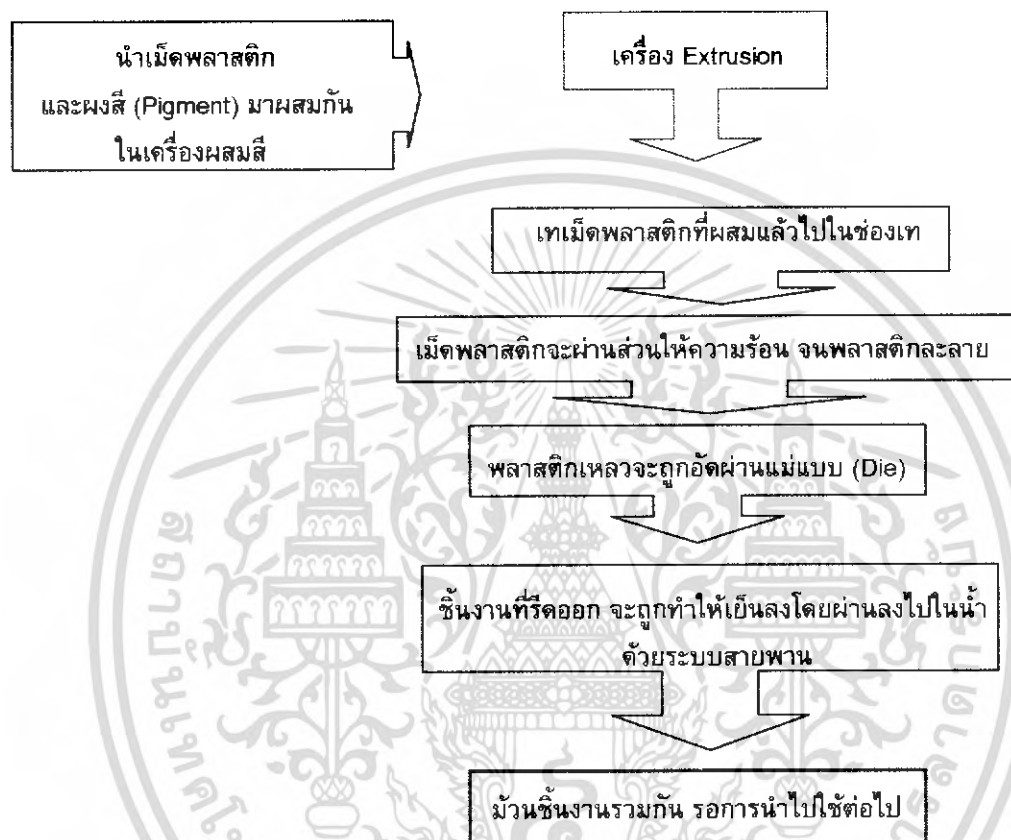 นำเม็ดพลาสติก
และผงสี (Pigment) มาผสมกัน
ในเครื่องผสมสี
เครื่อง Extrusion
เทเม็ดพลาสติกที่ผสมแล้วไปในช่องเท
เม็ดพลาสติกจะผ่านส่วนให้ความร้อน จนพลาสติกละลาย
พลาสติกเหลวจะถูกอัดผ่านแม่แบบ (Die)
ชิ้นงานที่รีดออก จะถูกทำให้เย็นลงโดยผ่านลงไปในน้ำ
ด้วยระบบสายพาน
ม้วนชิ้นงานรวมกัน รอการนำไปใช้ต่อไป